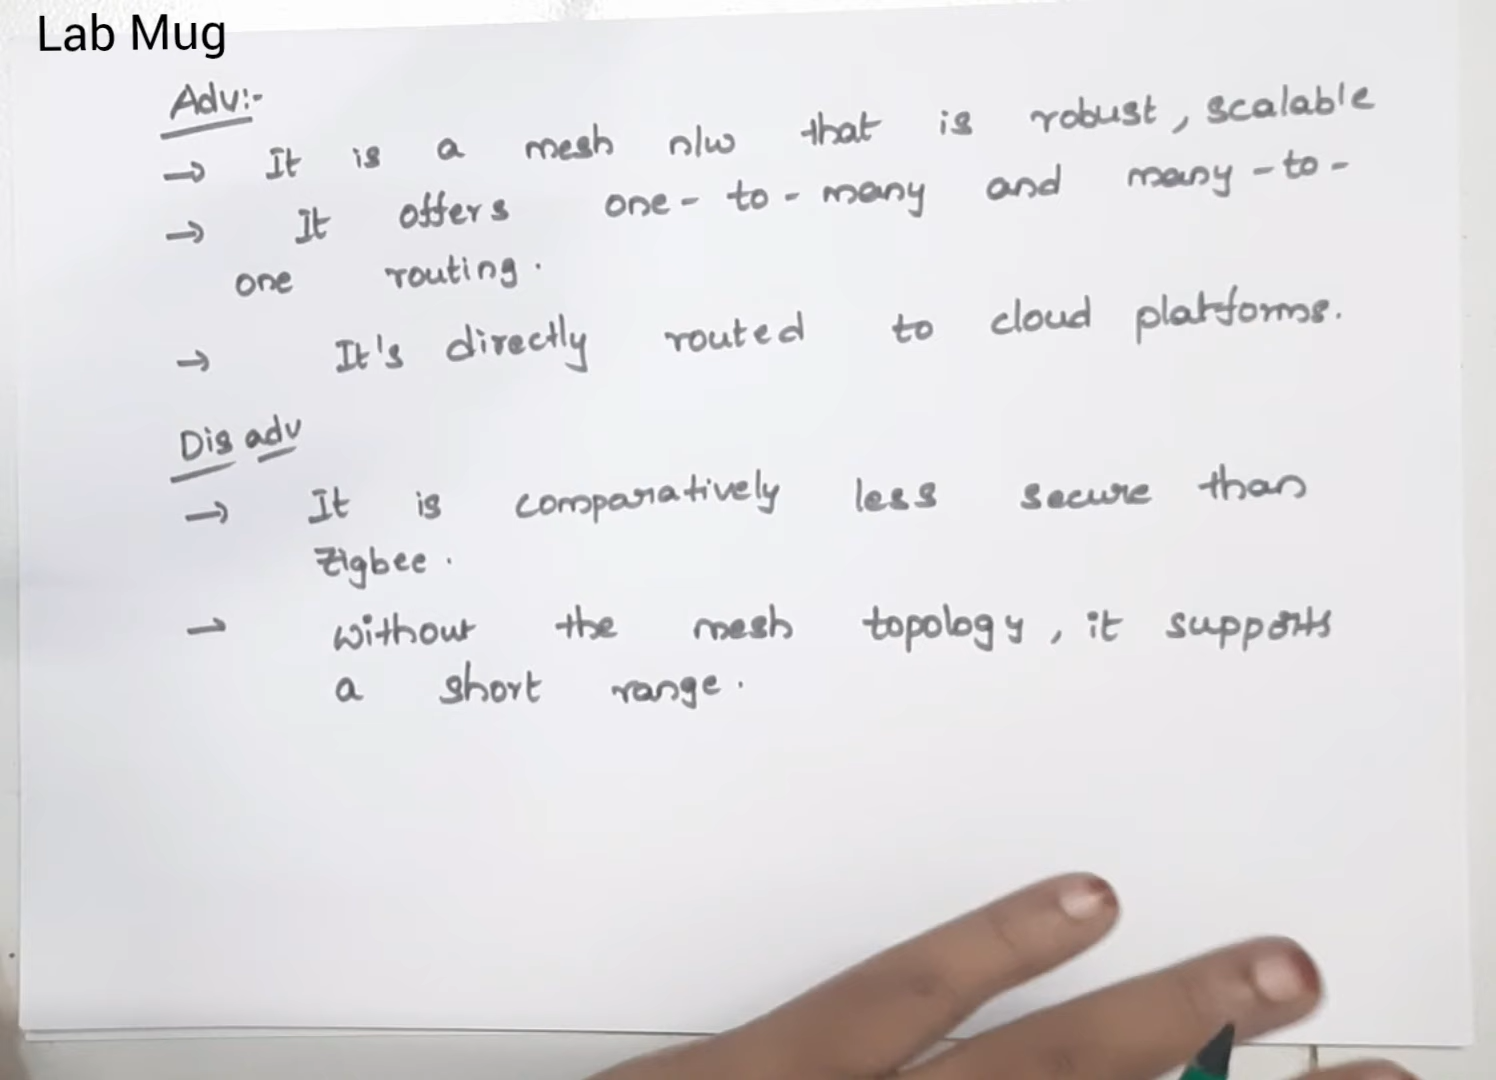 Lab Mug
Adv:-
→ It is a mesh n/w that is robust, scalable
→ It offers one-to-many and many-to-
one routing.
→ It's directly routed to cloud platforms.
Dis adv
→ It is comparatively less secure than
Zigbee.
→ without the mesh topology, it supports
a short range.